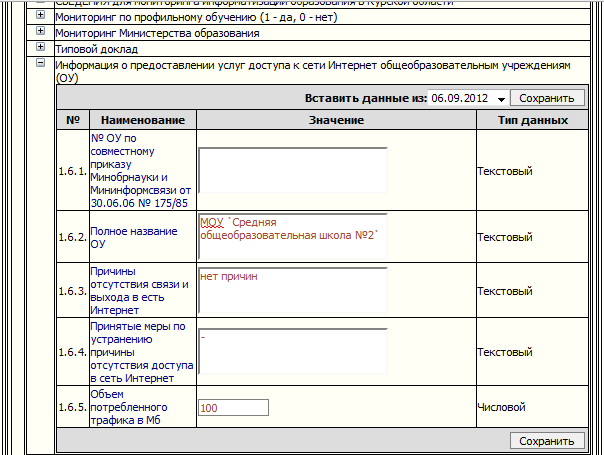 Сведения для мониторинга информатизации образования в Курской области
Мониторинг по профильному обучению (1 - да, 0 - нет)
Мониторинг Министерства образования
Типовой доклад
Информация о предоставлении услуг доступа к сети Интернет общеобразовательным учреждениям
(ОУ)
Вставить данные из: 06.09.2012 Сохранить
№ Наименование Значение Тип данных
1.6.1. № ОУ по
совместному
приказу
Минобрнауки и
Мининформсвязи от
30.06.06 № 175/85
Текстовый
1.6.2. Полное название
ОУ
МОУ `Средняя
общеобразовательная школа №2`
Текстовый
1.6.3. Причины
отсутствия связи и
выхода в есть
Интернет
нет причин
Текстовый
1.6.4. Принятые меры по
устранению
причины
отсутствия доступа
в сеть Интернет
-
Текстовый
1.6.5. Объем
потребленного
трафика в Мб
100
Числовой
Сохранить